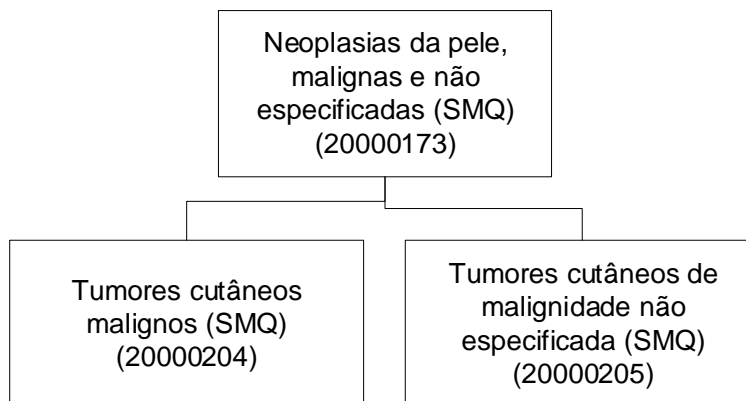 Neoplasias da pele,
malignas e não
especificadas (SMQ)
(20000173)
Tumores cutâneos
malignos (SMQ)
(20000204)
Tumores cutâneos de
malignidade não
especificada (SMQ)
(20000205)